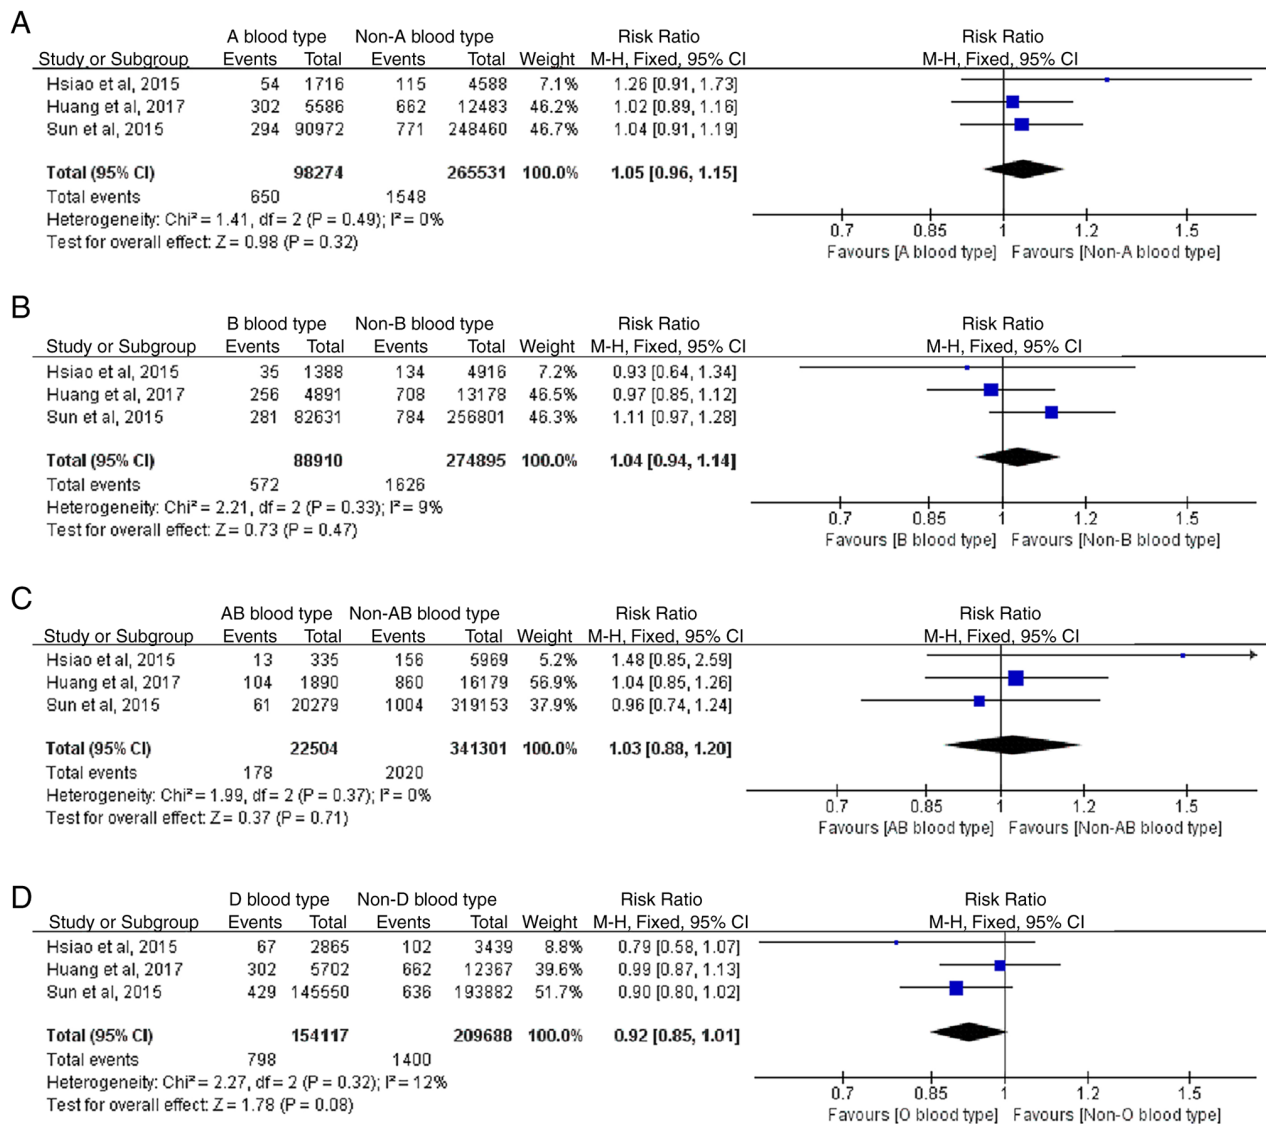 A
A blood type Non-A blood type Risk Ratio Risk Ratio
Study or Subgroup Events Total Events Total Weight M-H, Fixed, 95% CI M-H, Fixed, 95% CI
Hsiao et al, 2015 54 1716 115 4588 7.1% 1.26 [0.91, 1.73]
Huang et al, 2017 302 5586 662 12483 46.2% 1.02 [0.89, 1.16]
Sun et al, 2015 294 90972 771 248460 46.7% 1.04 [0.91, 1.19]
Total (95% CI) 98274 265531 100.0% 1.05 [0.96, 1.15]
Total events 650 1548
Heterogeneity: Chi² = 1.41, df = 2 (P = 0.49); I² = 0%
Test for overall effect: Z = 0.98 (P = 0.32)
0.7 0.85 1 1.2 1.5
Favours [A blood type] Favours [Non-A blood type]
B
B blood type Non-B blood type Risk Ratio Risk Ratio
Study or Subgroup Events Total Events Total Weight M-H, Fixed, 95% CI M-H, Fixed, 95% CI
Hsiao et al, 2015 35 1388 134 4916 7.2% 0.93 [0.64, 1.34]
Huang et al, 2017 256 4891 708 13178 46.5% 0.97 [0.85, 1.12]
Sun et al, 2015 281 82631 784 256801 46.3% 1.11 [0.97, 1.28]
Total (95% CI) 88910 274895 100.0% 1.04 [0.94, 1.14]
Total events 572 1626
Heterogeneity: Chi² = 2.21, df = 2 (P = 0.33); I² = 9%
Test for overall effect: Z = 0.73 (P = 0.47)
0.7 0.85 1 1.2 1.5
Favours [B blood type] Favours [Non-B blood type]
C
AB blood type Non-AB blood type Risk Ratio Risk Ratio
Study or Subgroup Events Total Events Total Weight M-H, Fixed, 95% CI M-H, Fixed, 95% CI
Hsiao et al, 2015 13 335 156 5969 5.2% 1.48 [0.85, 2.59]
Huang et al, 2017 104 1890 860 16179 56.9% 1.04 [0.85, 1.26]
Sun et al, 2015 61 20279 1004 319153 37.9% 0.96 [0.74, 1.24]
Total (95% CI) 22504 341301 100.0% 1.03 [0.88, 1.20]
Total events 178 2020
Heterogeneity: Chi² = 1.99, df = 2 (P = 0.37); I² = 0%
Test for overall effect: Z = 0.37 (P = 0.71)
0.7 0.85 1 1.2 1.5
Favours [AB blood type] Favours [Non-AB blood type]
D
D blood type Non-D blood type Risk Ratio Risk Ratio
Study or Subgroup Events Total Events Total Weight M-H, Fixed, 95% CI M-H, Fixed, 95% CI
Hsiao et al, 2015 67 2865 102 3439 8.8% 0.79 [0.58, 1.07]
Huang et al, 2017 302 5702 662 12367 39.6% 0.99 [0.87, 1.13]
Sun et al, 2015 429 145550 636 193882 51.7% 0.90 [0.80, 1.02]
Total (95% CI) 154117 209688 100.0% 0.92 [0.85, 1.01]
Total events 798 1400
Heterogeneity: Chi² = 2.27, df = 2 (P = 0.32); I² = 12%
Test for overall effect: Z = 1.78 (P = 0.08)
0.7 0.85 1 1.2 1.5
Favours [O blood type] Favours [Non-O blood type]